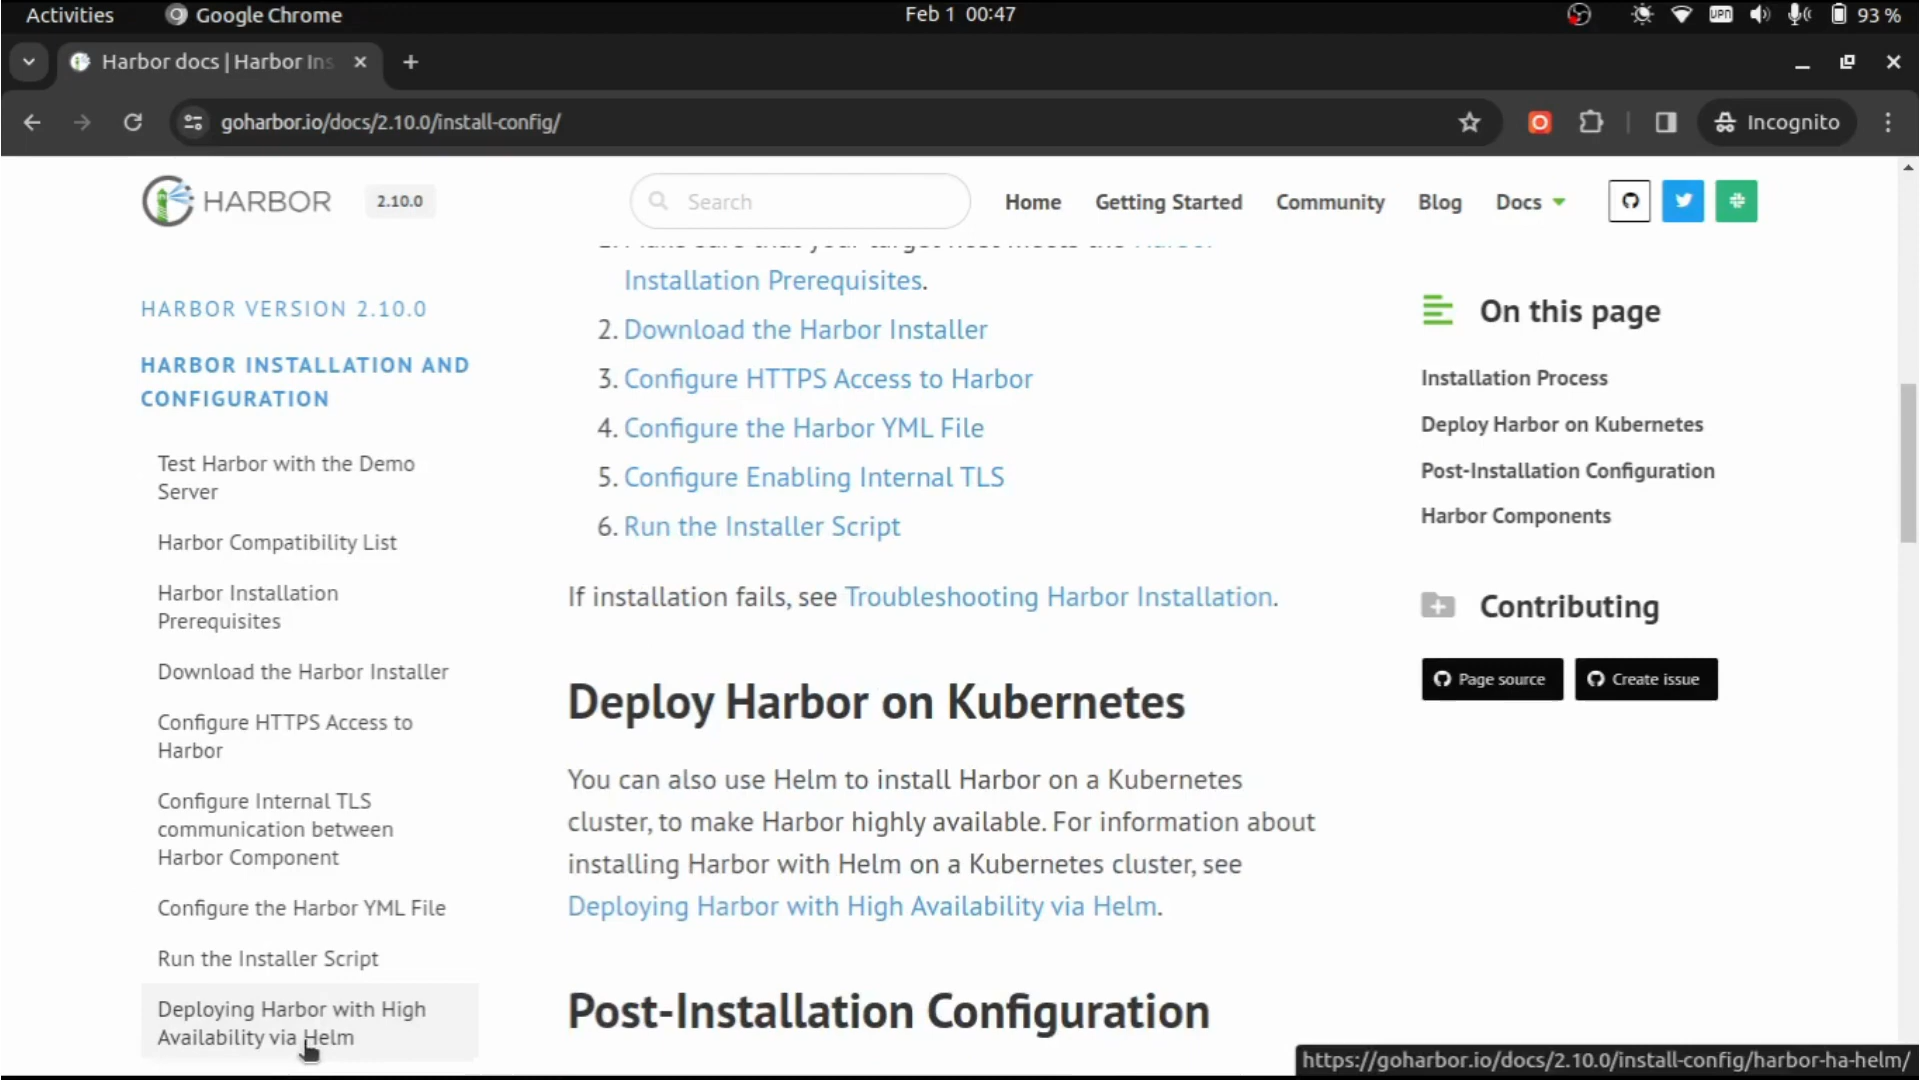 Activities Google Chrome Feb 1 00:47 93 %
Harbor docs | Harbor Ins
goharbor.io/docs/2.10.0/install-config/ Incognito
HARBOR 2.10.0 Search Home Getting Started Community Blog Docs
HARBOR VERSION 2.10.0
HARBOR INSTALLATION AND
CONFIGURATION
Test Harbor with the Demo
Server
Harbor Compatibility List
Harbor Installation
Prerequisites
Download the Harbor Installer
Configure HTTPS Access to
Harbor
Configure Internal TLS
communication between
Harbor Component
Configure the Harbor YML File
Run the Installer Script
Deploying Harbor with High
Availability via Helm
Make sure that your target host meets the Harbor
Installation Prerequisites.
2. Download the Harbor Installer
3. Configure HTTPS Access to Harbor
4. Configure the Harbor YML File
5. Configure Enabling Internal TLS
6. Run the Installer Script
If installation fails, see Troubleshooting Harbor Installation.
Deploy Harbor on Kubernetes
You can also use Helm to install Harbor on a Kubernetes
cluster, to make Harbor highly available. For information about
installing Harbor with Helm on a Kubernetes cluster, see
Deploying Harbor with High Availability via Helm.
Post-Installation Configuration
On this page
Installation Process
Deploy Harbor on Kubernetes
Post-Installation Configuration
Harbor Components
Contributing
Page source Create issue
https://goharbor.io/docs/2.10.0/install-config/harbor-ha-helm/